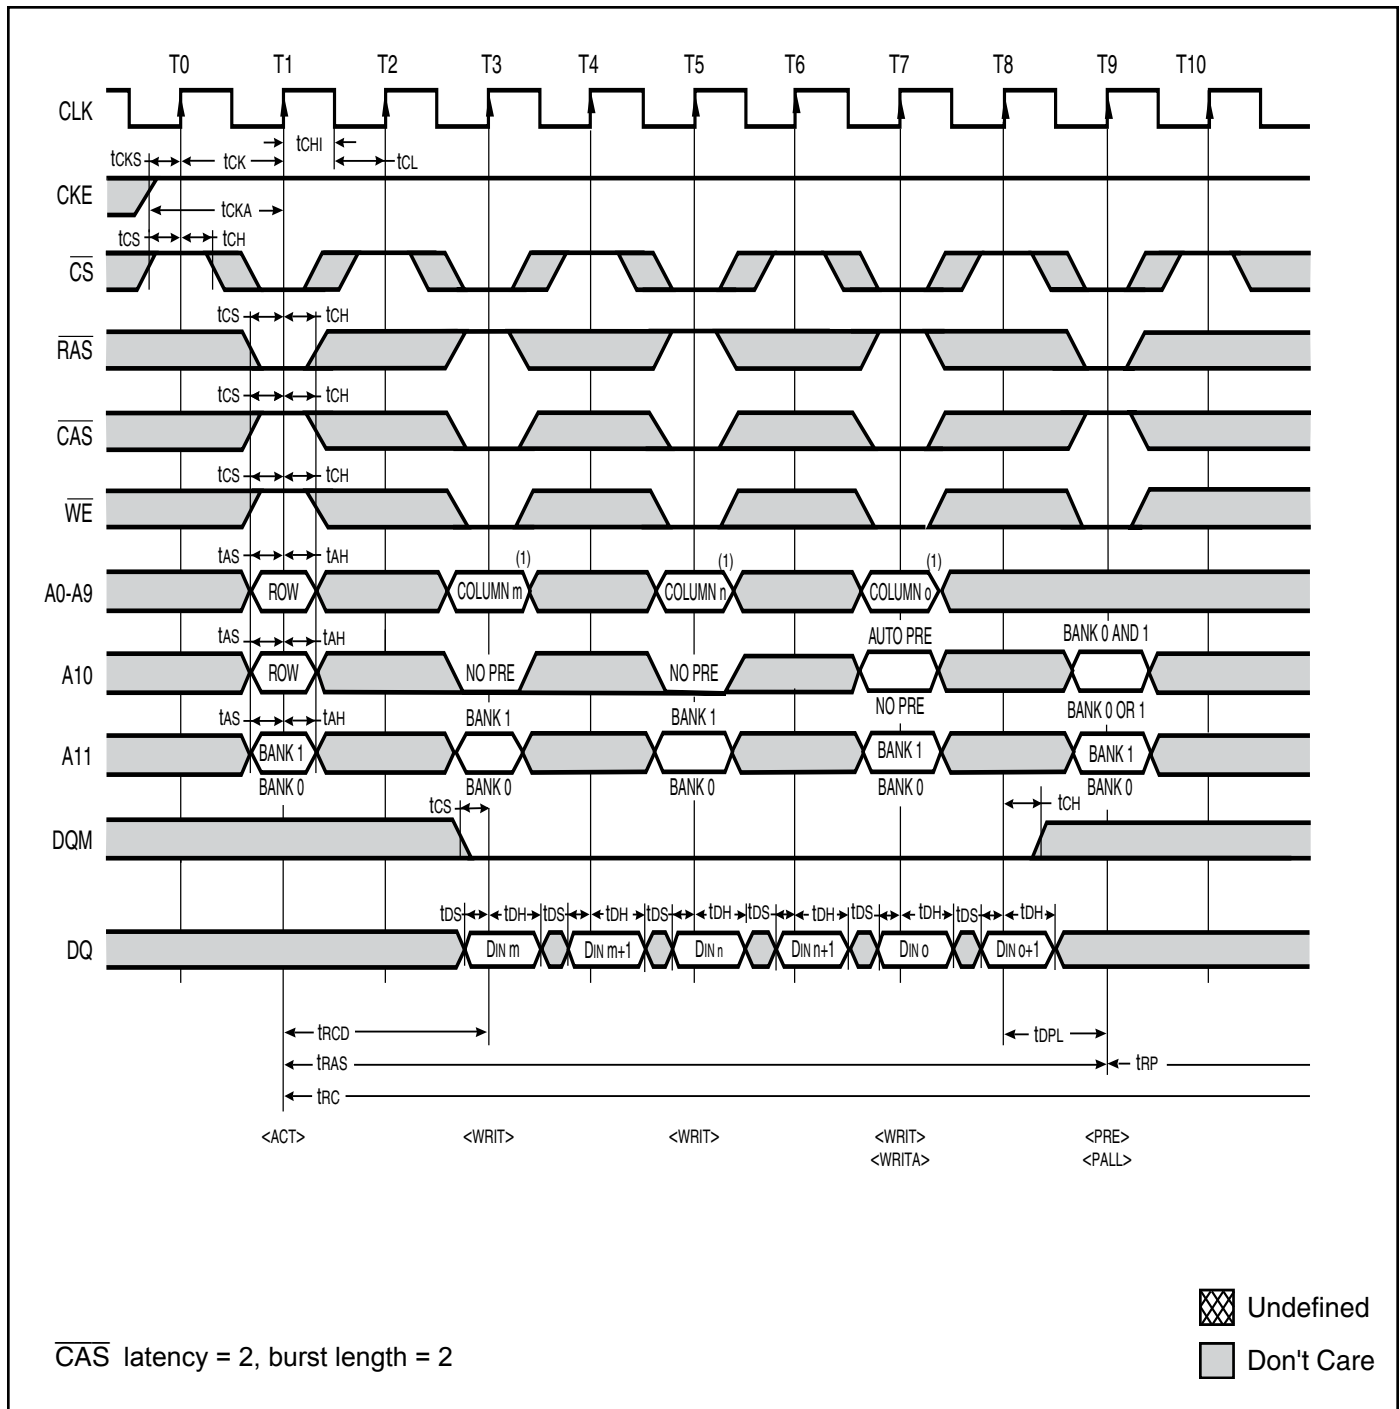 T0 T1 T2 T3 T4 T5 T6 T7 T8 T9 T10
CLK
tCHI
tCKS tCK tCL
CKE
tCKA
tCS tCH
CS
tCS tCH
RAS
tCS tCH
CAS
tCS tCH
WE
tAS tAH (1) (1) (1)
A0-A9 ROW COLUMN m COLUMN n COLUMN o
tAS tAH AUTO PRE BANK 0 AND 1
A10 ROW NO PRE NO PRE
NO PRE BANK 0 OR 1
tAS tAH BANK 1 BANK 1
A11 BANK 1 BANK 1 BANK 1
BANK 0 BANK 0 BANK 0 BANK 0 BANK 0
tCS tCH
DQM
tDS tDH tDS tDH tDS tDH tDS tDH tDS tDH tDS tDH
DQ DIN m DIN m+1 DIN n DIN n+1 DIN o DIN o+1
tRCD tDPL
tRAS tRP
tRC
<ACT> <WRIT> <WRIT> <WRIT> <PRE>
<WRITA> <PALL>
Undefined
CAS latency = 2, burst length = 2
Don't Care